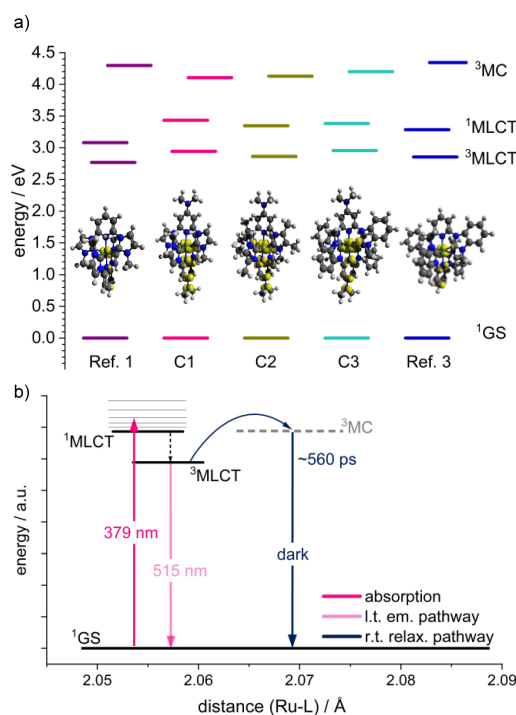 a)
4.5
4.0
3.5
3.0
2.5
2.0
1.5
1.0
0.5
0.0
energy / eV
³MC
¹MLCT
³MLCT
¹GS
Ref. 1 C1 C2 C3 Ref. 3
b)
energy / a.u.
¹MLCT
³MLCT
³MC
~560 ps
379 nm
515 nm
dark
absorption
l.t. em. pathway
r.t. relax. pathway
¹GS
2.05 2.06 2.07 2.08 2.09
distance (Ru-L) / Å